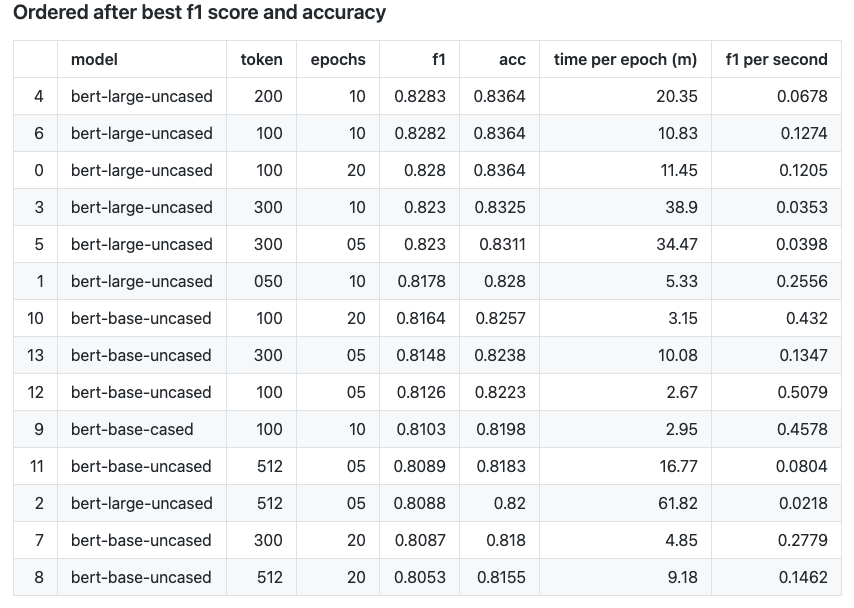 Ordered after best f1 score and accuracy
model token epochs f1 acc time per epoch (m) f1 per second
4 bert-large-uncased 200 10 0.8283 0.8364 20.35 0.0678
6 bert-large-uncased 100 10 0.8282 0.8364 10.83 0.1274
0 bert-large-uncased 100 20 0.828 0.8364 11.45 0.1205
3 bert-large-uncased 300 10 0.823 0.8325 38.9 0.0353
5 bert-large-uncased 300 05 0.823 0.8311 34.47 0.0398
1 bert-large-uncased 050 10 0.8178 0.828 5.33 0.2556
10 bert-base-uncased 100 20 0.8164 0.8257 3.15 0.432
13 bert-base-uncased 300 05 0.8148 0.8238 10.08 0.1347
12 bert-base-uncased 100 05 0.8126 0.8223 2.67 0.5079
9 bert-base-cased 100 10 0.8103 0.8198 2.95 0.4578
11 bert-base-uncased 512 05 0.8089 0.8183 16.77 0.0804
2 bert-large-uncased 512 05 0.8088 0.82 61.82 0.0218
7 bert-base-uncased 300 20 0.8087 0.818 4.85 0.2779
8 bert-base-uncased 512 20 0.8053 0.8155 9.18 0.1462